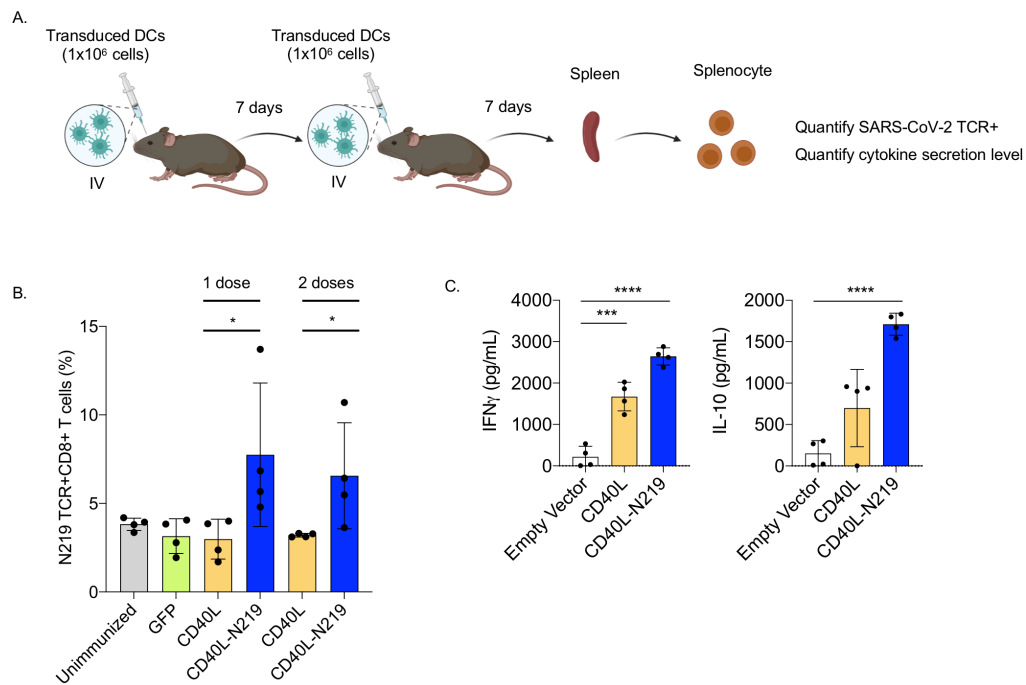 A.
Transduced DCs
(1x10⁶ cells)
IV
7 days
Transduced DCs
(1x10⁶ cells)
IV
7 days
Spleen
Splenocyte
Quantify SARS-CoV-2 TCR+
Quantify cytokine secretion level
B.
1 dose
2 doses
*
*
N219 TCR+CD8+ T cells (%)
15
10
5
0
Unimmunized
GFP
CD40L
CD40L-N219
CD40L
CD40L-N219
C.
****
***
IFNγ (pg/mL)
4000
3000
2000
1000
0
Empty Vector
CD40L
CD40L-N219
****
IL-10 (pg/mL)
2000
1500
1000
500
0
Empty Vector
CD40L
CD40L-N219